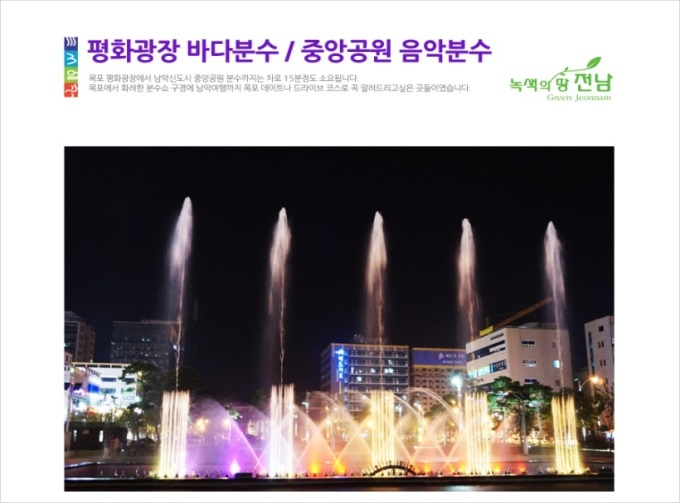 평화광장 바다분수 / 중앙공원 음악분수
목포 평화광장에서 남악신도시 중앙공원 분수까지는 차로 15분정도 소요됩니다.
목포에서 화려한 분수쇼 구경에 남악여행까지 목포 데이트나 드라이브 코스로 꼭 알려드리고싶은 곳들이었습니다.
녹색의 땅 전남
Green Jeonnam